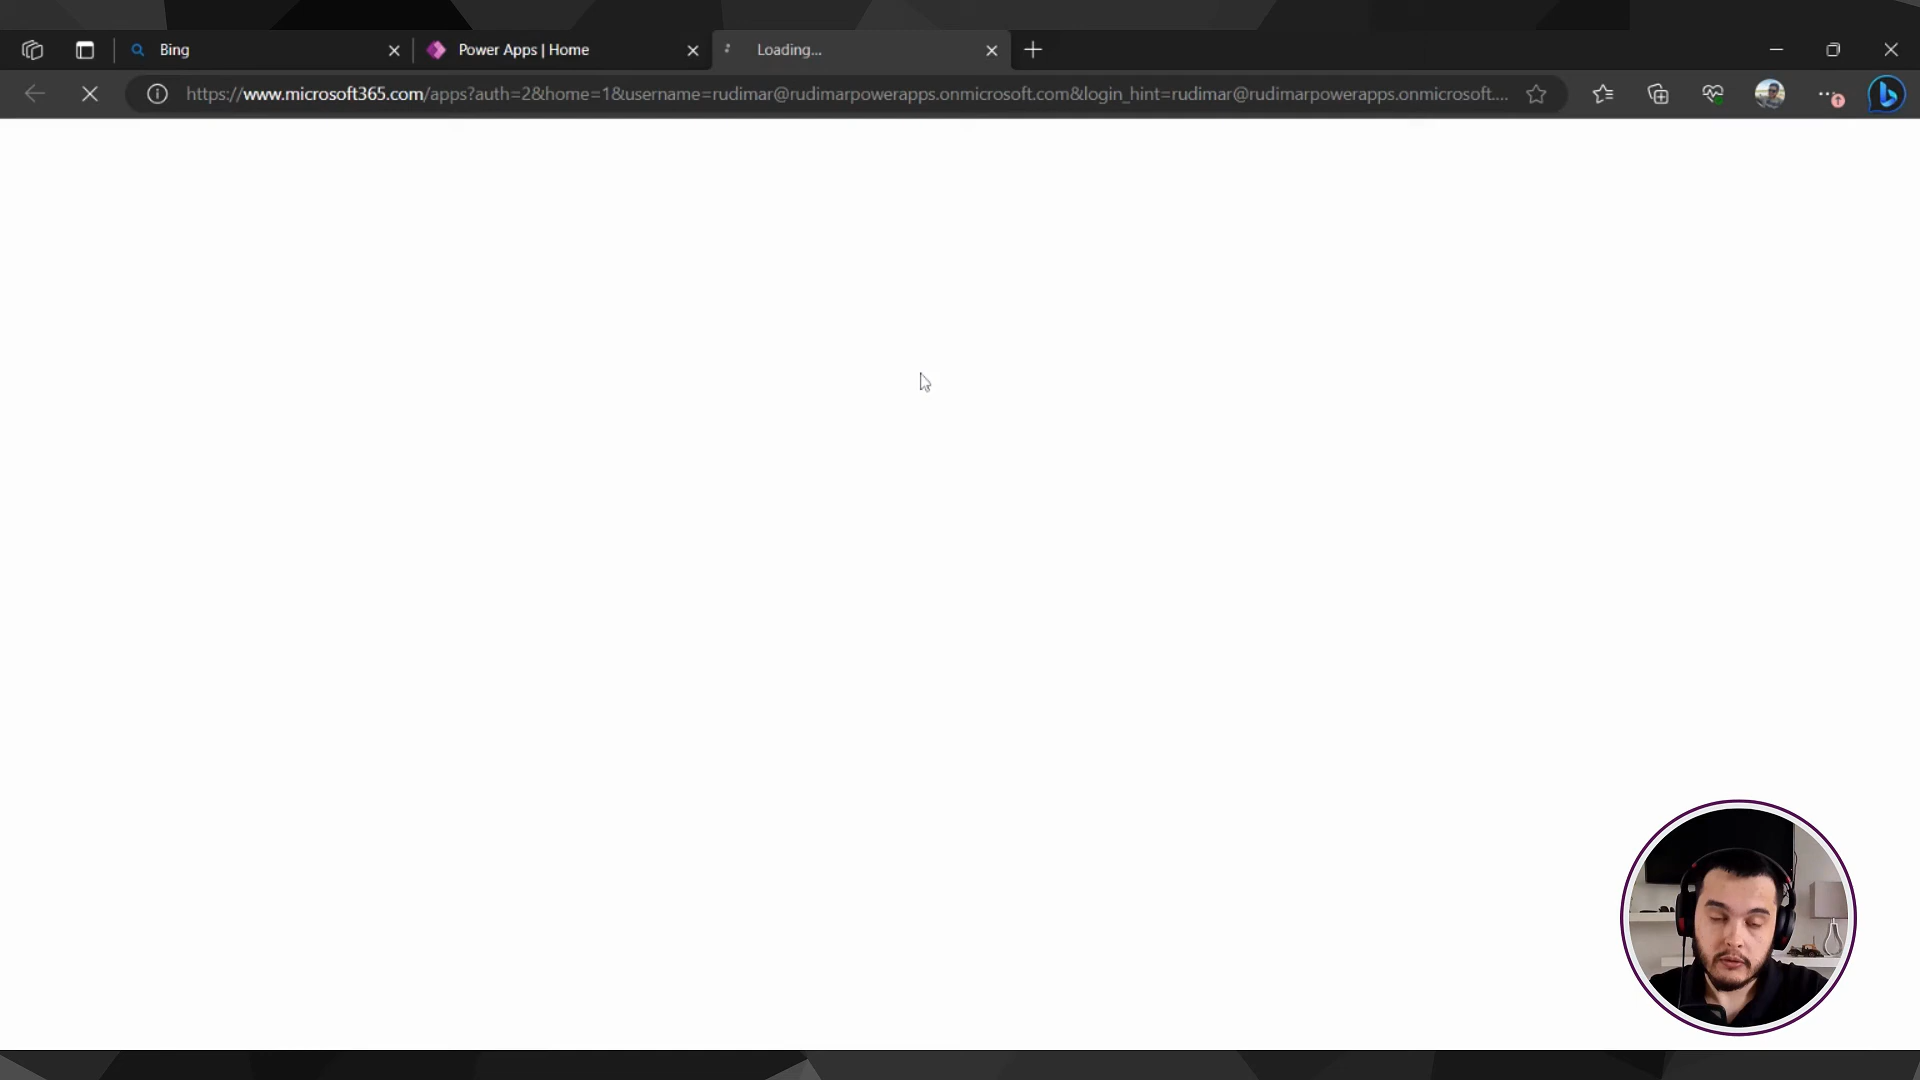 Bing
Power Apps | Home
Loading...
https://www.microsoft365.com/apps?auth=2&home=1&username=rudimar@rudimarpowerapps.onmicrosoft.com&login_hint=rudimar@rudimarpowerapps.onmicrosoft....